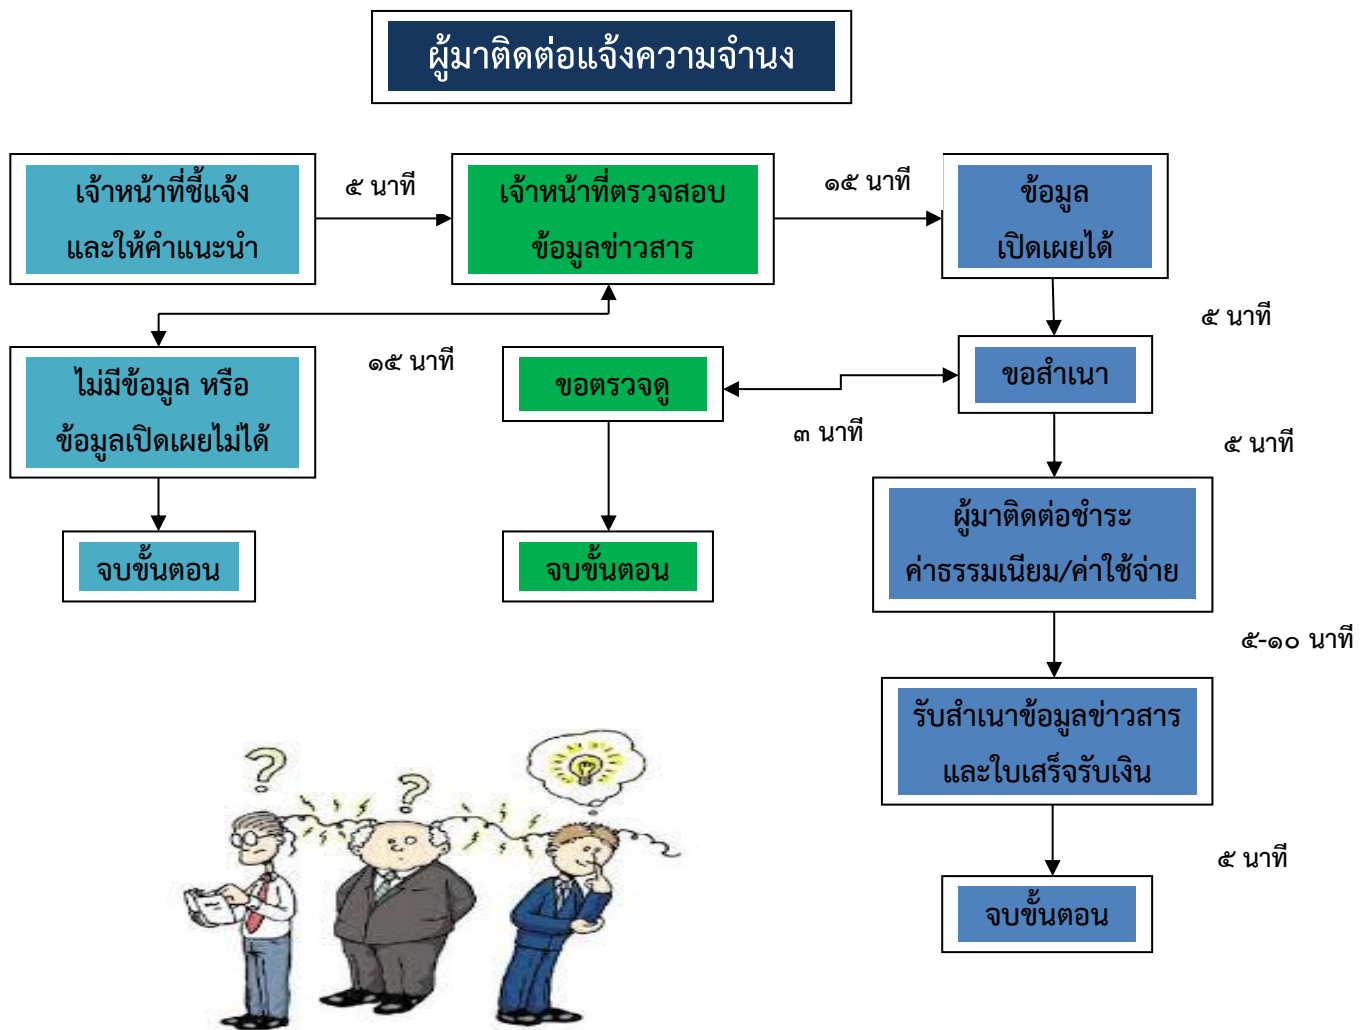 ผู้มาติดต่อแจ้งความจำนง
เจ้าหน้าที่ชี้แจง
และให้คำแนะนำ
๕ นาที
เจ้าหน้าที่ตรวจสอบ
ข้อมูลข่าวสาร
๑๕ นาที
ข้อมูล
เปิดเผยได้
๕ นาที
ไม่มีข้อมูล หรือ
ข้อมูลเปิดเผยไม่ได้
๑๕ นาที
ขอตรวจดู
๓ นาที
ขอสำเนา
๕ นาที
จบขั้นตอน
จบขั้นตอน
ผู้มาติดต่อชำระ
ค่าธรรมเนียม/ค่าใช้จ่าย
๕-๑๐ นาที
รับสำเนาข้อมูลข่าวสาร
และใบเสร็จรับเงิน
๕ นาที
จบขั้นตอน
?
?